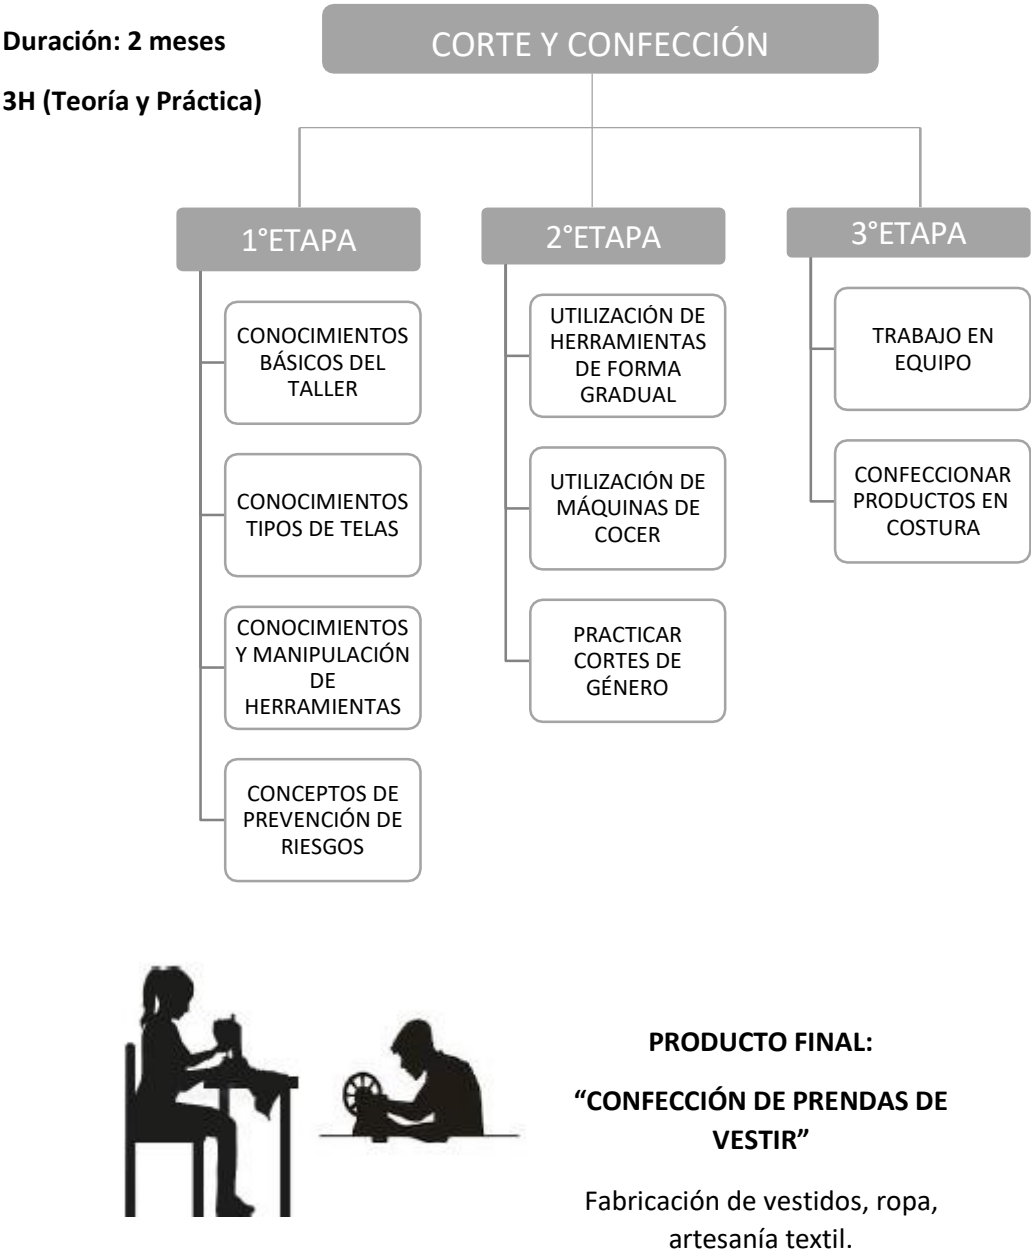 Duración: 2 meses
3H (Teoría y Práctica)
CORTE Y CONFECCIÓN
1°ETAPA
CONOCIMIENTOS
BÁSICOS DEL
TALLER
CONOCIMIENTOS
TIPOS DE TELAS
CONOCIMIENTOS
Y MANIPULACIÓN
DE
HERRAMIENTAS
CONCEPTOS DE
PREVENCIÓN DE
RIESGOS
2°ETAPA
UTILIZACIÓN DE
HERRAMIENTAS
DE FORMA
GRADUAL
UTILIZACIÓN DE
MÁQUINAS DE
COCER
PRACTICAR
CORTES DE
GÉNERO
3°ETAPA
TRABAJO EN
EQUIPO
CONFECCIONAR
PRODUCTOS EN
COSTURA
PRODUCTO FINAL:
“CONFECCIÓN DE PRENDAS DE
VESTIR”
Fabricación de vestidos, ropa,
artesanía textil.